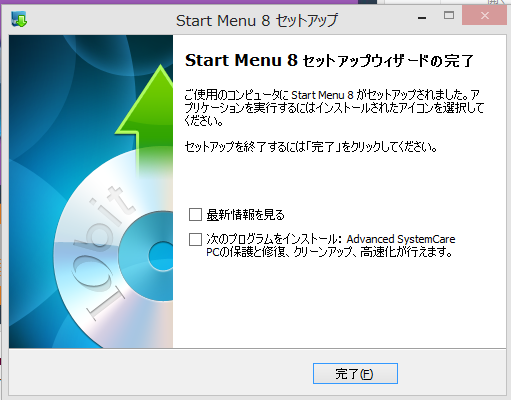 Start Menu 8 セットアップ
Start Menu 8 セットアップウィザードの完了
ご使用のコンピュータに Start Menu 8 がセットアップされました。ア
プリケーションを実行するにはインストールされたアイコンを選択して
ください。
セットアップを終了するには「完了」をクリックしてください。
IObit
最新情報を見る
次のプログラムをインストール: Advanced SystemCare
PCの保護と修復、クリーンアップ、高速化が行えます。
完了(F)